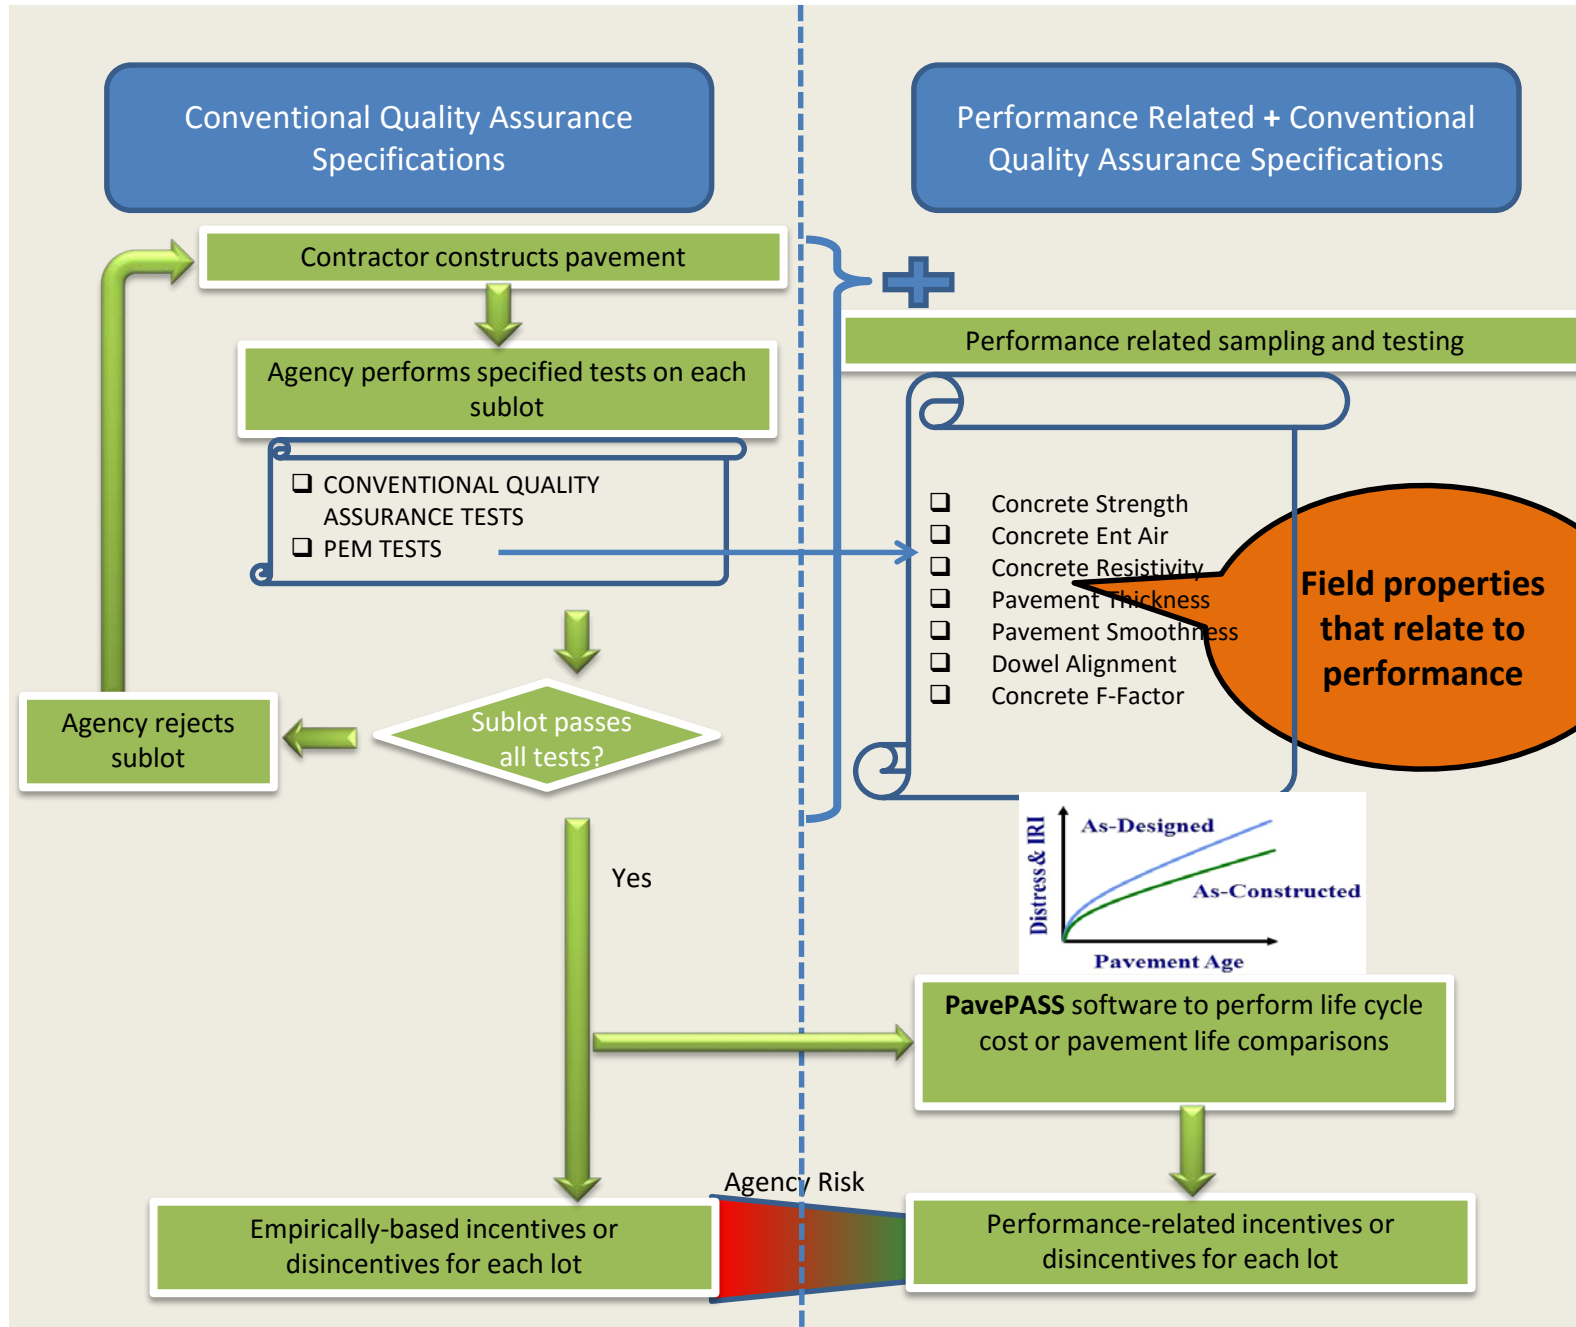 Conventional Quality Assurance
Specifications
Performance Related + Conventional
Quality Assurance Specifications
Contractor constructs pavement
Agency performs specified tests on each
sublot
❑ CONVENTIONAL QUALITY
ASSURANCE TESTS
❑ PEM TESTS
Sublot passes
all tests?
Agency rejects
sublot
Yes
Performance related sampling and testing
❑ Concrete Strength
❑ Concrete Ent Air
❑ Concrete Resistivity
❑ Pavement Thickness
❑ Pavement Smoothness
❑ Dowel Alignment
❑ Concrete F-Factor
Field properties
that relate to
performance
Distress & IRI
As-Designed
As-Constructed
Pavement Age
PavePASS software to perform life cycle
cost or pavement life comparisons
Agency Risk
Empirically-based incentives or
disincentives for each lot
Performance-related incentives or
disincentives for each lot